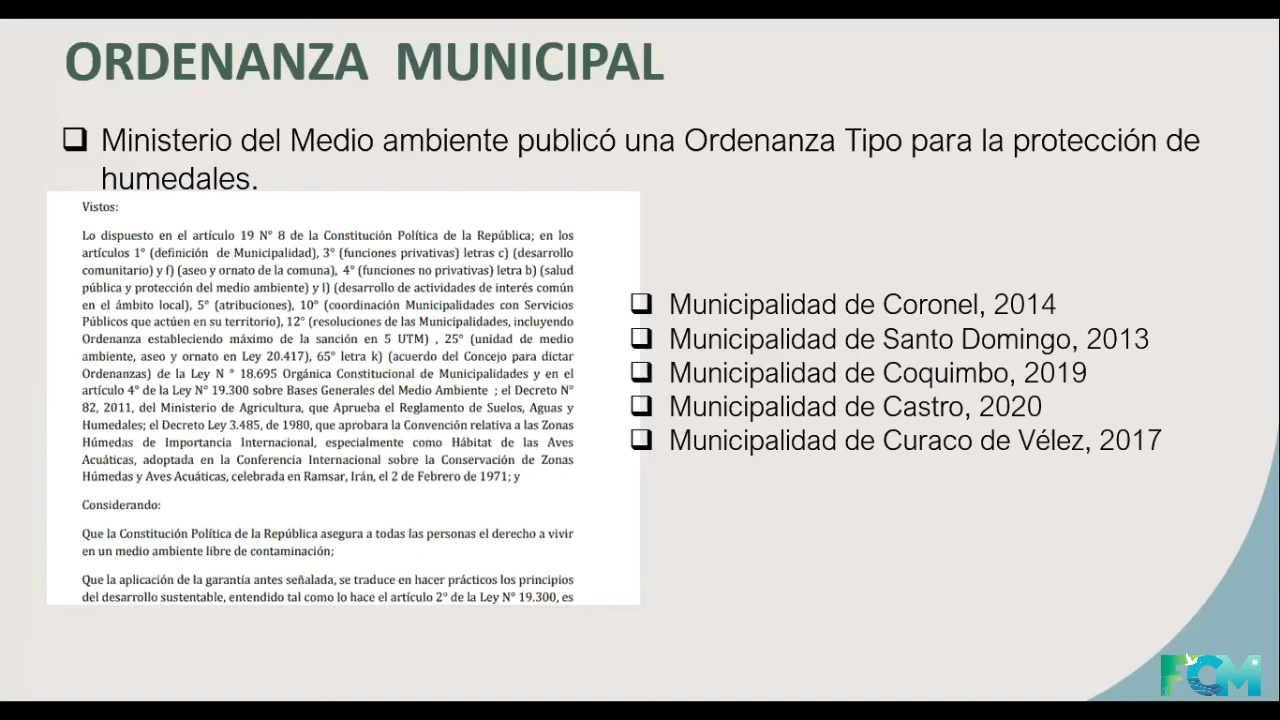 ORDENANZA MUNICIPAL
❑ Ministerio del Medio ambiente publicó una Ordenanza Tipo para la protección de
humedales.
Vistos:
Lo dispuesto en el artículo 19 N° 8 de la Constitución Política de la República; en los
artículos 1° (definición de Municipalidad), 3° (funciones privativas) letras c) (desarrollo
comunitario) y f) (aseo y ornato de la comuna), 4° (funciones no privativas) letra b) (salud
pública y protección del medio ambiente) y l) (desarrollo de actividades de interés común
en el ámbito local), 5° (atribuciones), 10° (coordinación Municipalidades con Servicios
Públicos que actúen en su territorio), 12° (resoluciones de las Municipalidades, incluyendo
Ordenanza estableciendo máximo de la sanción en 5 UTM) , 25° (unidad de medio
ambiente, aseo y ornato en Ley 20.417), 65° letra k) (acuerdo del Concejo para dictar
Ordenanzas) de la Ley N ° 18.695 Orgánica Constitucional de Municipalidades y en el
artículo 4° de la Ley N° 19.300 sobre Bases Generales del Medio Ambiente ; el Decreto N°
82, 2011, del Ministerio de Agricultura, que Aprueba el Reglamento de Suelos, Aguas y
Humedales; el Decreto Ley 3.485, de 1980, que aprobara la Convención relativa a las Zonas
Húmedas de Importancia Internacional, especialmente como Hábitat de las Aves
Acuáticas, adoptada en la Conferencia Internacional sobre la Conservación de Zonas
Húmedas y Aves Acuáticas, celebrada en Ramsar, Irán, el 2 de Febrero de 1971; y
Considerando:
Que la Constitución Política de la República asegura a todas las personas el derecho a vivir
en un medio ambiente libre de contaminación;
Que la aplicación de la garantía antes señalada, se traduce en hacer prácticos los principios
del desarrollo sustentable, entendido tal como lo hace el artículo 2° de la Ley N° 19.300, es
❑ Municipalidad de Coronel, 2014
❑ Municipalidad de Santo Domingo, 2013
❑ Municipalidad de Coquimbo, 2019
❑ Municipalidad de Castro, 2020
❑ Municipalidad de Curaco de Vélez, 2017
FCM